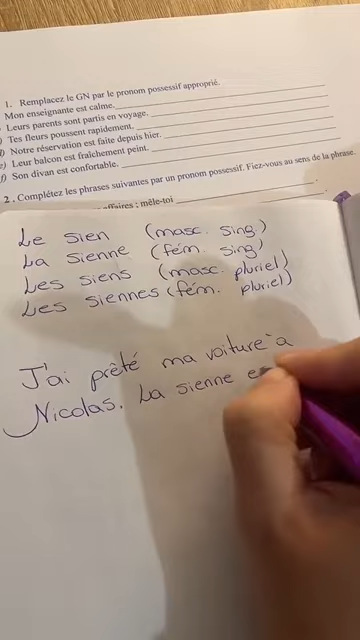 1. Remplacez le GN par le pronom possessif approprié.
Mon enseignante est calme.
Leurs parents sont partis en voyage.
Tes fleurs poussent rapidement.
Notre réservation est faite depuis hier.
Leur balcon est fraîchement peint.
f) Son divan est confortable.
2. Complétez les phrases suivantes par un pronom possessif. Fiez-vous au sens de la phrase.
affaires ; mêle-toi
Le sien (masc. sing.)
La sienne (fém. sing)
Les siens (masc. pluriel)
Les siennes (fém. pluriel)
J'ai prêté ma voiture à
Nicolas. La sienne e